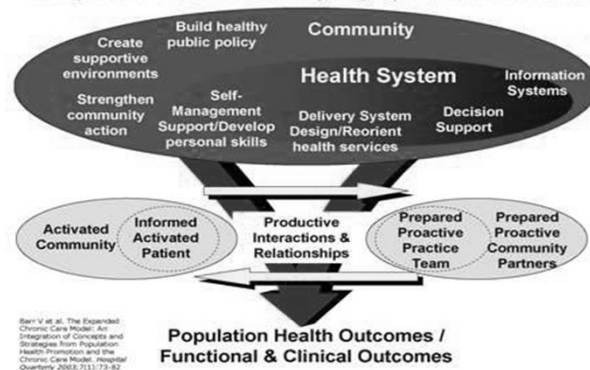 Build healthy
public policy
Community
Create
supportive
environments
Health System
Information
Systems
Strengthen
community
action
Self-
Management
Support/Develop
personal skills
Delivery System
Design/Reorient
health services
Decision
Support
Activated
Community
Informed
Activated
Patient
Productive
Interactions &
Relationships
Prepared
Proactive
Practice
Team
Prepared
Proactive
Community
Partners
Population Health Outcomes /
Functional & Clinical Outcomes
Barr V et al. The Expanded
Chronic Care Model: An
Integration of Concepts and
Strategies from Population
Health Promotion and the
Chronic Care Model. Hospital
Quarterly 2003;7(1):73-82